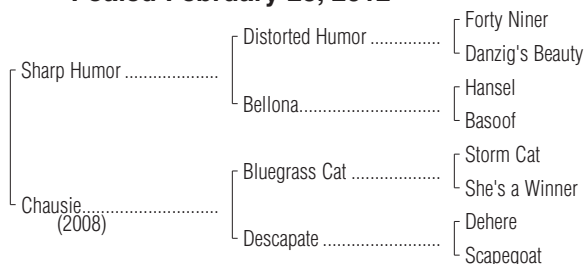 Foaled February 2012
Forty Niner
Distorted Humor ..................
Danzig's Beauty
Sharp Humor ........................
Hansel
Bellona.................................
Basoof
Storm Cat
Bluegrass Cat .......................
She's a Winner
Chausie...................................
(2008)
Dehere
Descapate ..............................
Scapegoat